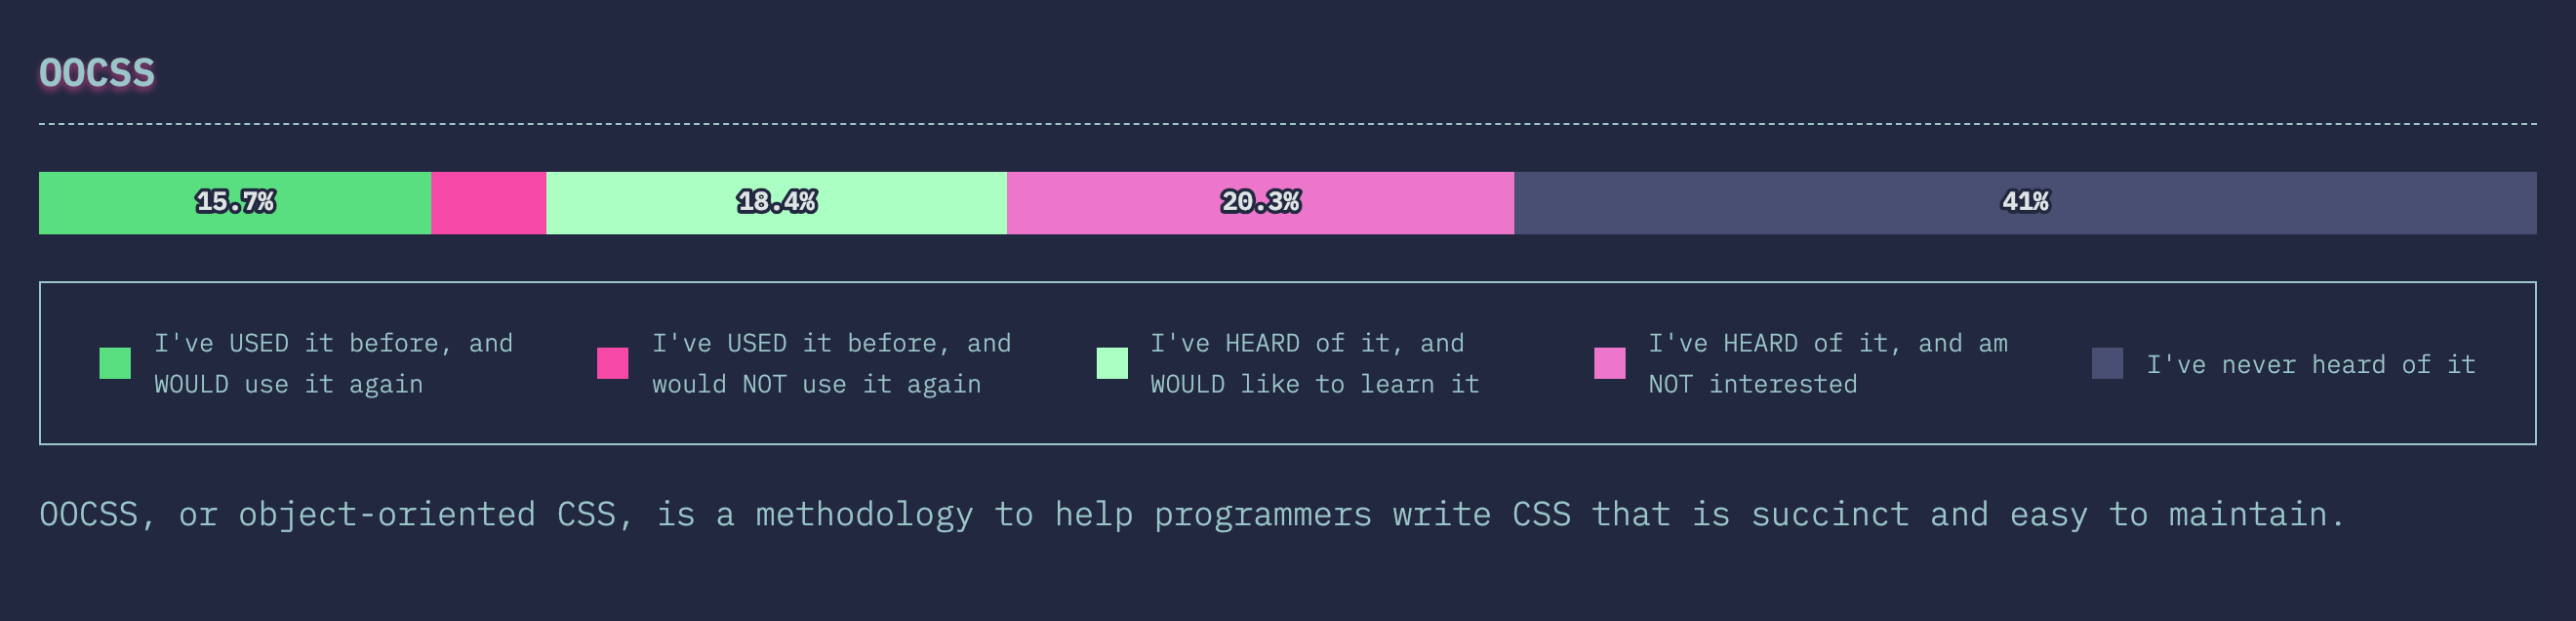 OOCSS
15.7% 18.4% 20.3% 41%
I've USED it before, and
WOULD use it again
I've USED it before, and
would NOT use it again
I've HEARD of it, and
WOULD like to learn it
I've HEARD of it, and am
NOT interested
I've never heard of it
OOCSS, or object-oriented CSS, is a methodology to help programmers write CSS that is succinct and easy to maintain.